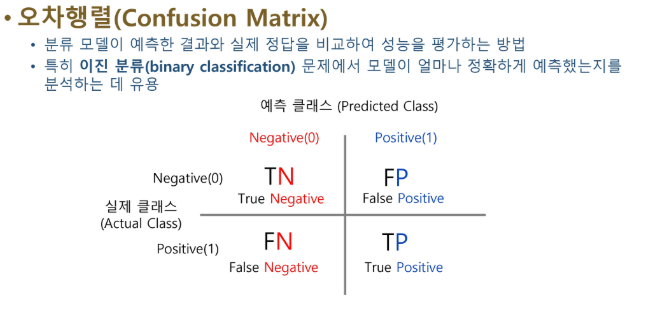 • 오차행렬(Confusion Matrix)
• 분류 모델이 예측한 결과와 실제 정답을 비교하여 성능을 평가하는 방법
• 특히 이진 분류(binary classification) 문제에서 모델이 얼마나 정확하게 예측했는지를
분석하는 데 유용
예측 클래스 (Predicted Class)
Negative(0) Positive(1)
Negative(0) TN FP
True Negative False Positive
실제 클래스
(Actual Class)
Positive(1) FN TP
False Negative True Positive